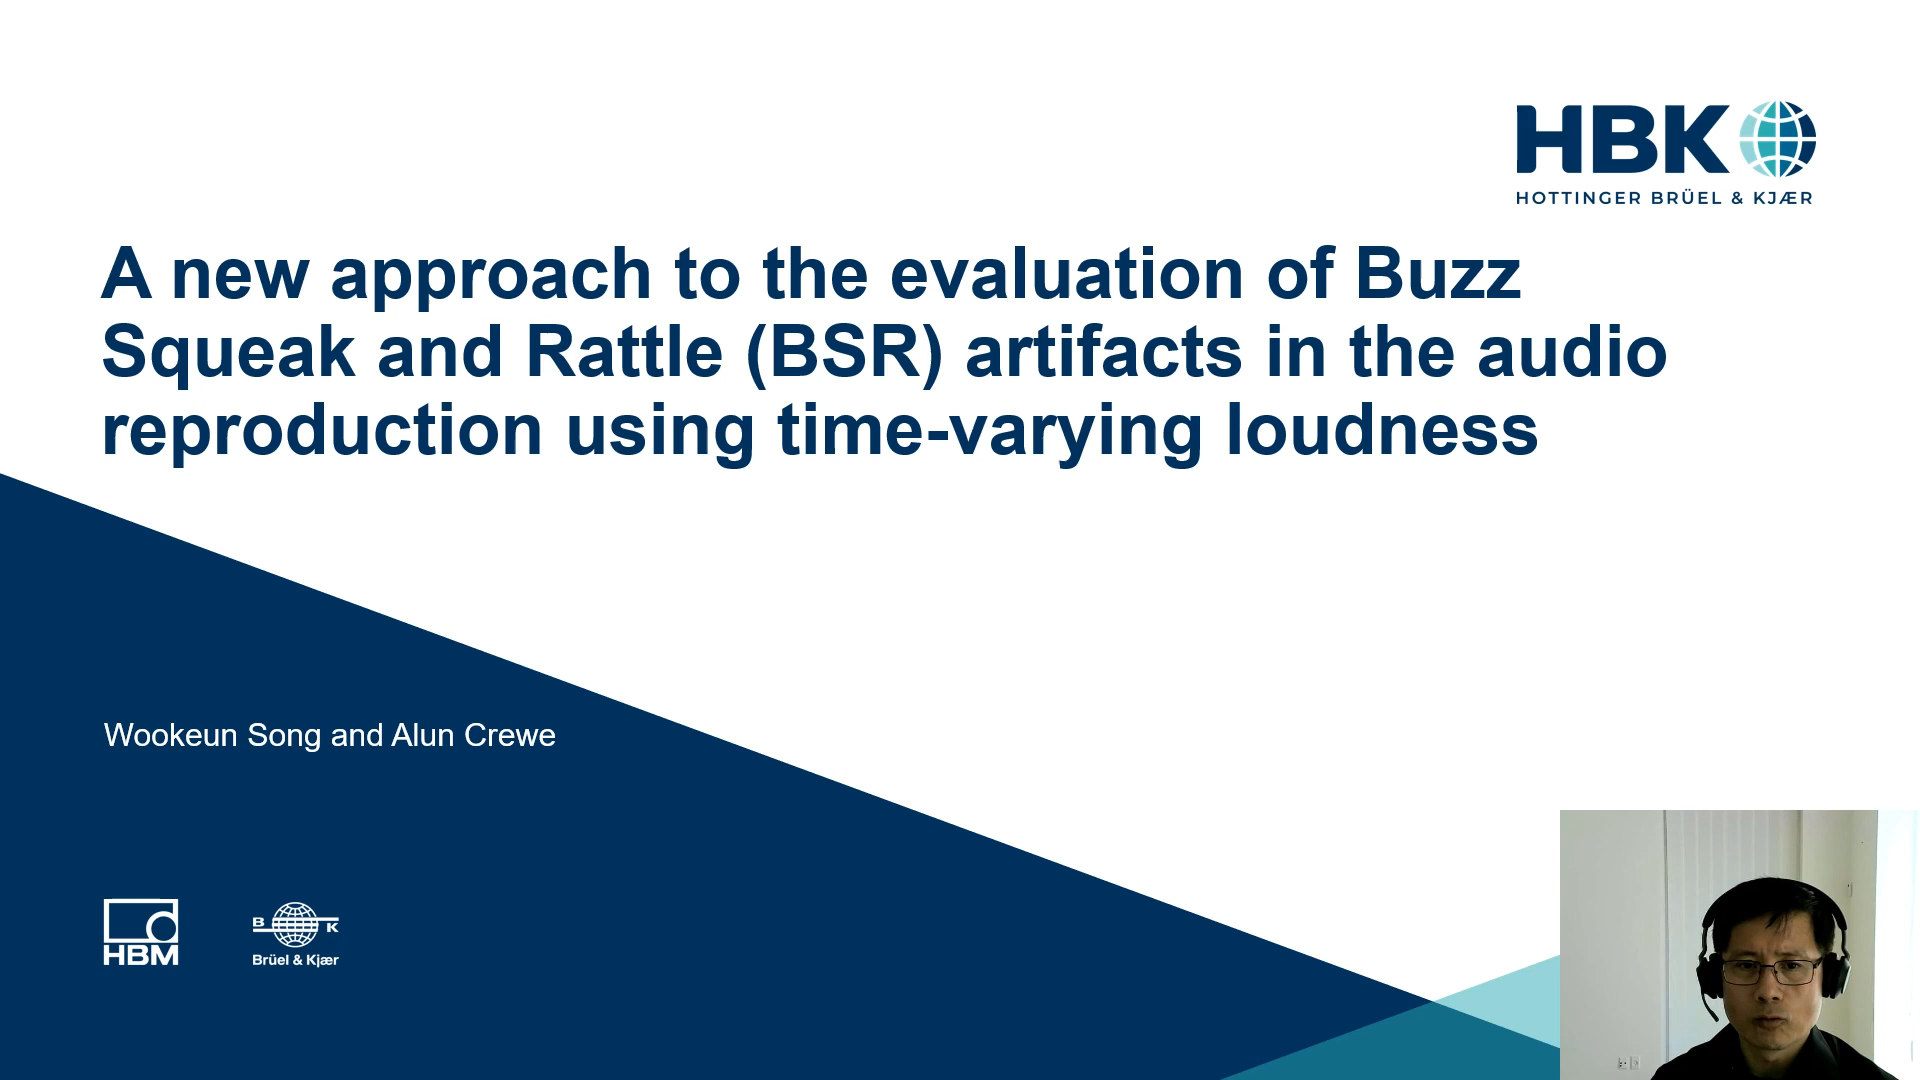 HBK
HOTTINGER BRÜEL & KJÆR
A new approach to the evaluation of Buzz
Squeak and Rattle (BSR) artifacts in the audio
reproduction using time-varying loudness
Wookeun Song and Alun Crewe
HBM
B K
Brüel & Kjær